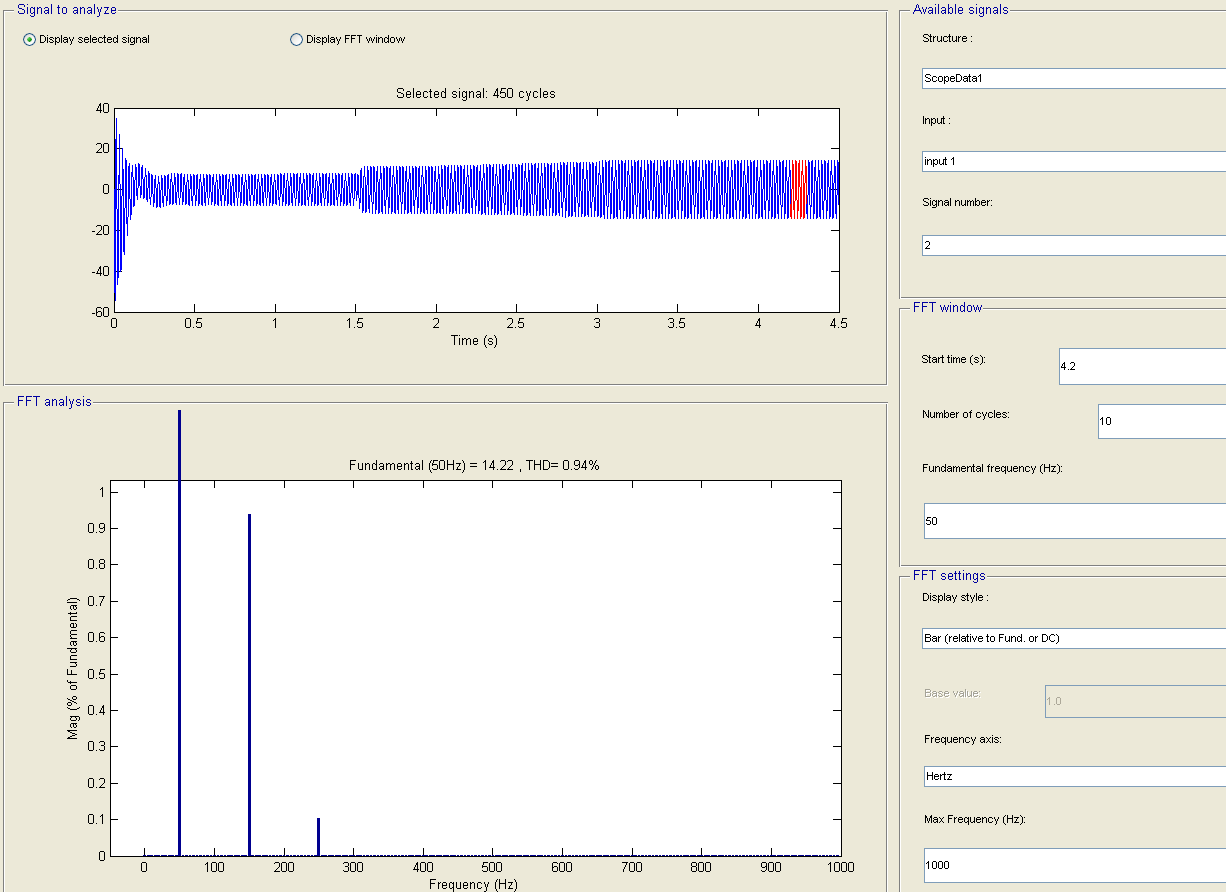 Signal to analyze
Display selected signal
Display FFT window
Selected signal: 450 cycles
40
20
0
-20
-40
-60
0
0.5
1
1.5
2
2.5
3
3.5
4
4.5
Time (s)
FFT analysis
Fundamental (50Hz) = 14.22 , THD= 0.94%
1
0.9
0.8
0.7
0.6
0.5
0.4
0.3
0.2
0.1
0
Mag (% of Fundamental)
0
100
200
300
400
500
600
700
800
900
1000
Frequency (Hz)
Available signals
Structure :
ScopeData1
Input :
input 1
Signal number:
2
FFT window
Start time (s):
4.2
Number of cycles:
10
Fundamental frequency (Hz):
50
FFT settings
Display style :
Bar (relative to Fund. or DC)
Base value:
1.0
Frequency axis:
Hertz
Max Frequency (Hz):
1000